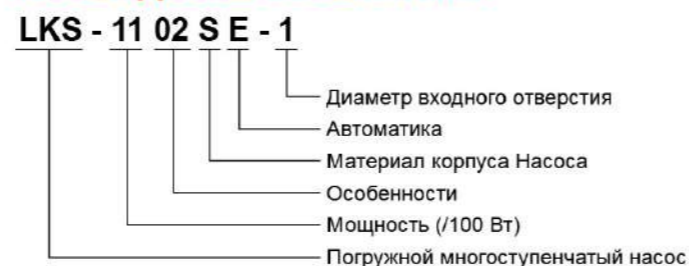 LKS - 11 02 S E - 1
Диаметр входного отверстия
Автоматика
Материал корпуса Насоса
Особенности
Мощность (/100 Вт)
Погружной многоступенчатый насос